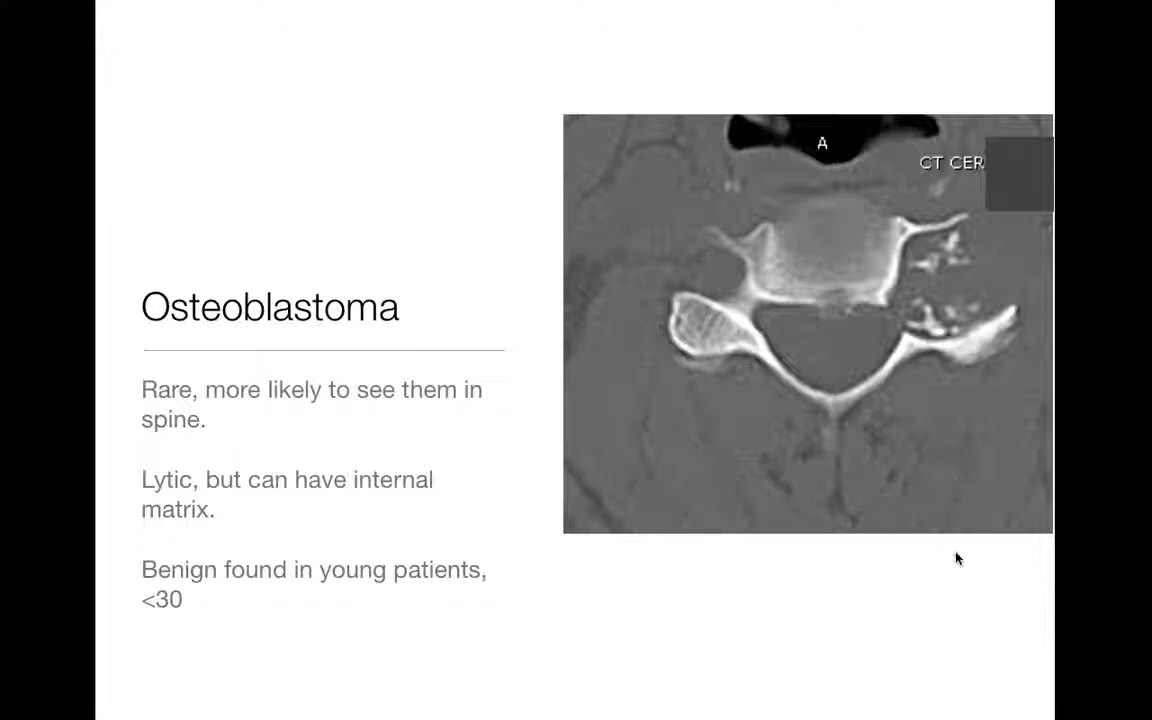 A
CT CER
Osteoblastoma
Rare, more likely to see them in
spine.
Lytic, but can have internal
matrix.
Benign found in young patients,
<30